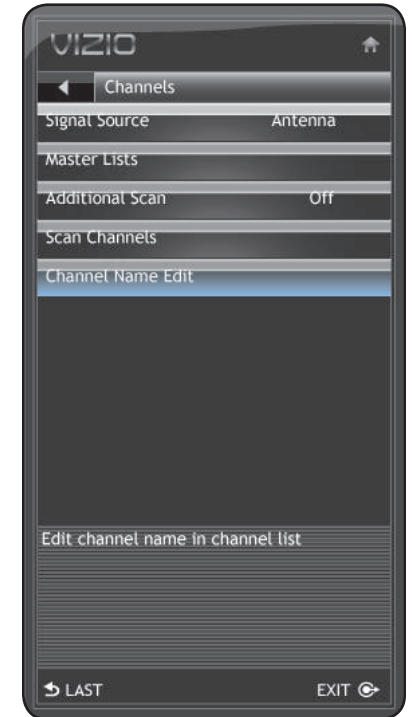 VIZIO
Channels
Signal Source Antenna
Master Lists
Additional Scan Off
Scan Channels
Channel Name Edit
Edit channel name in channel list
LAST EXIT